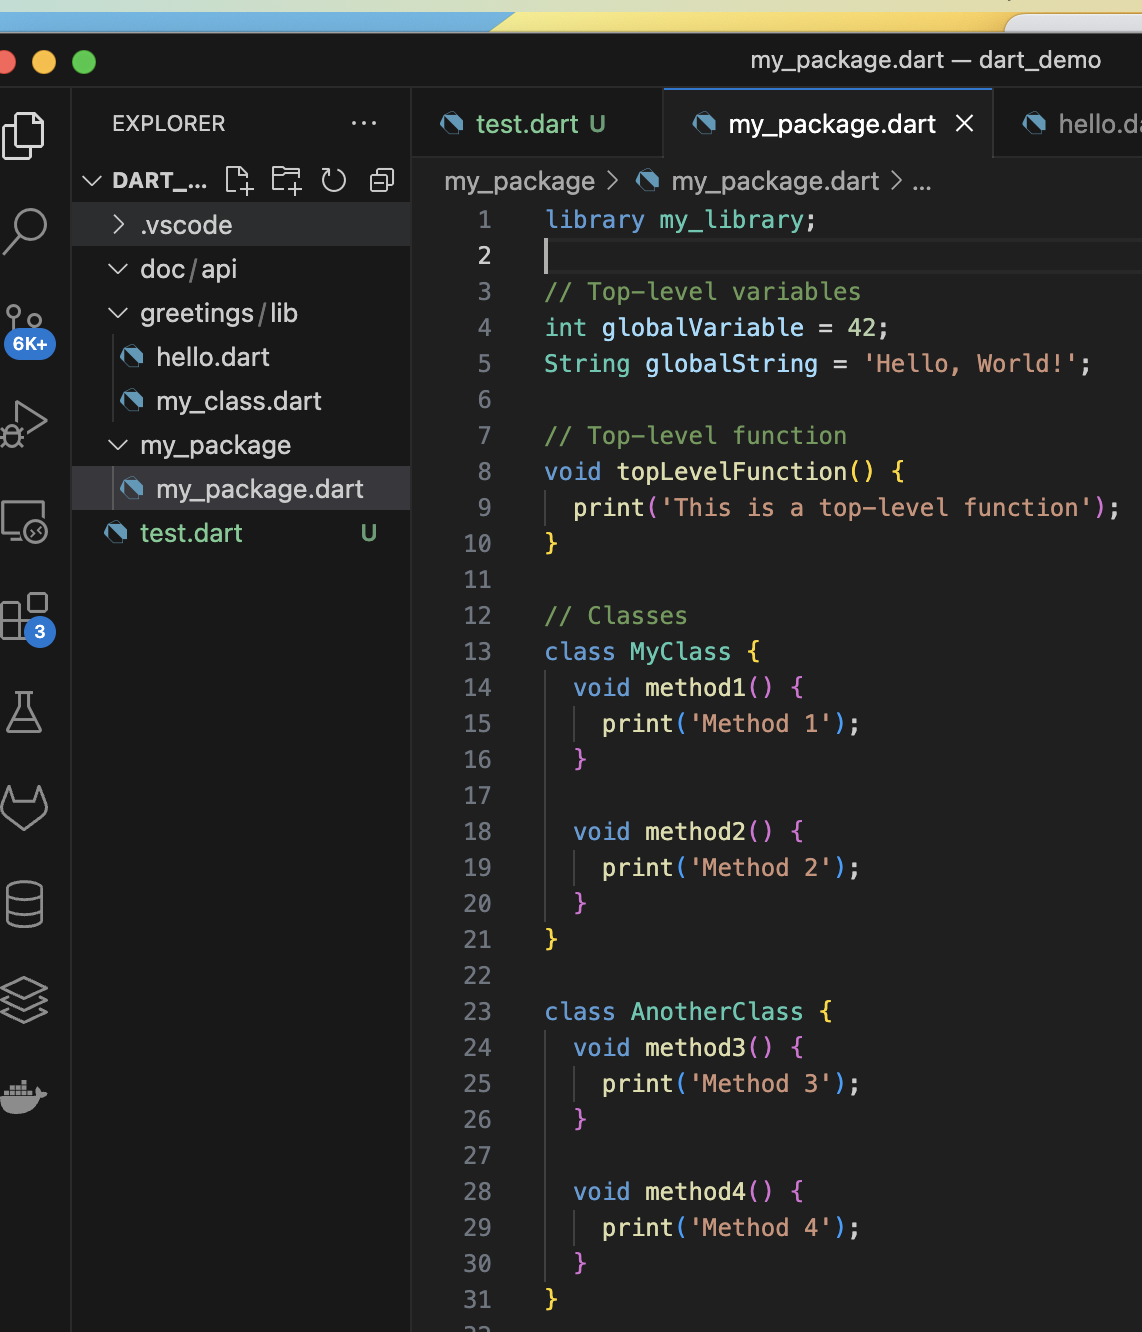 my_package.dart — dart_demo
EXPLORER
DART_...
.vscode
doc/api
greetings/lib
hello.dart
my_class.dart
my_package
my_package.dart
test.dart U
6K+
3
test.dart U
my_package.dart
hello.d
my_package > my_package.dart > ...
1 library my_library;
2
3 // Top-level variables
4 int globalVariable = 42;
5 String globalString = 'Hello, World!';
6
7 // Top-level function
8 void topLevelFunction() {
9 print('This is a top-level function');
10 }
11
12 // Classes
13 class MyClass {
14 void method1() {
15 print('Method 1');
16 }
17
18 void method2() {
19 print('Method 2');
20 }
21 }
22
23 class AnotherClass {
24 void method3() {
25 print('Method 3');
26 }
27
28 void method4() {
29 print('Method 4');
30 }
31 }